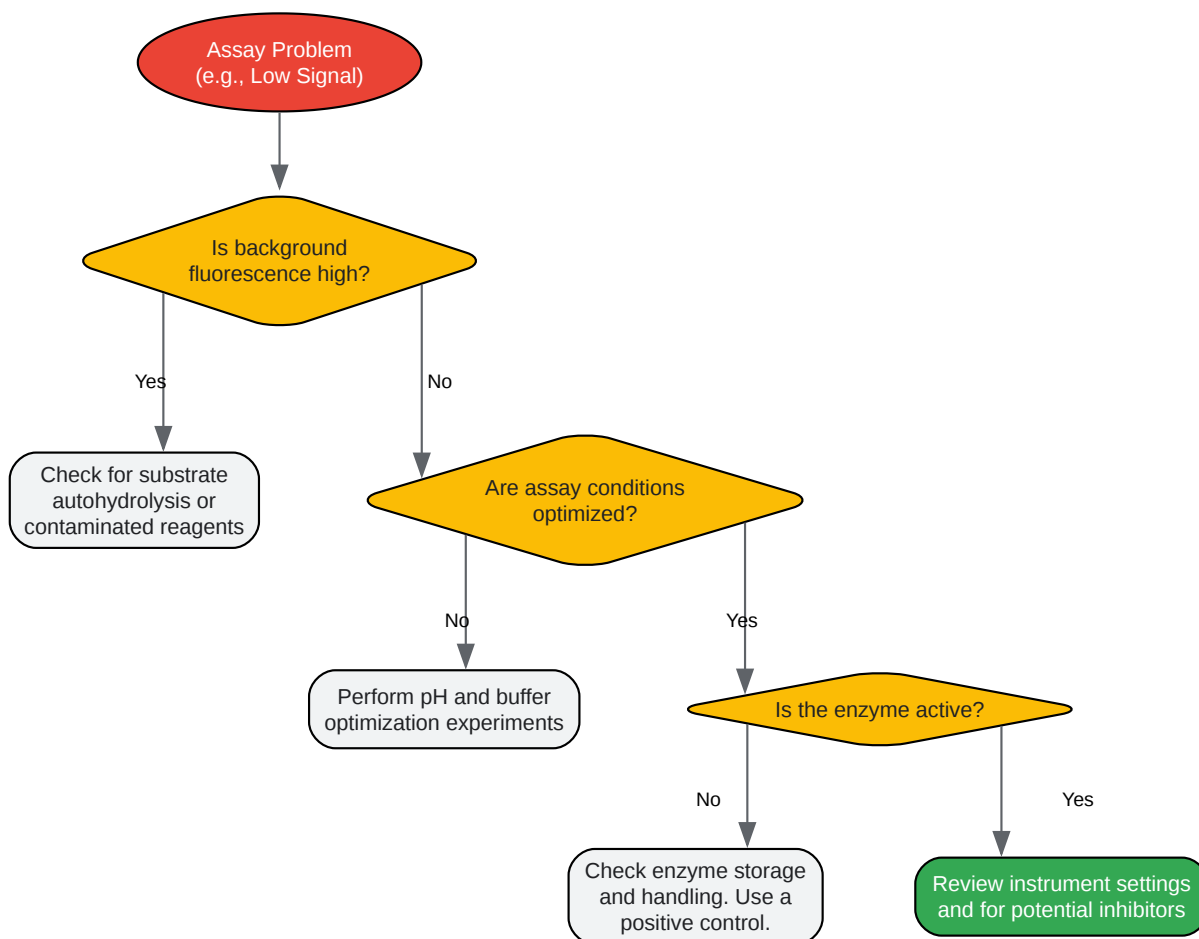 Assay Problem
(e.g., Low Signal)
Is background
fluorescence high?
Yes
No
Check for substrate
autohydrolysis or
contaminated reagents
Are assay conditions
optimized?
No
Yes
Perform pH and buffer
optimization experiments
Is the enzyme active?
No
Yes
Check enzyme storage
and handling. Use a
positive control.
Review instrument settings
and for potential inhibitors